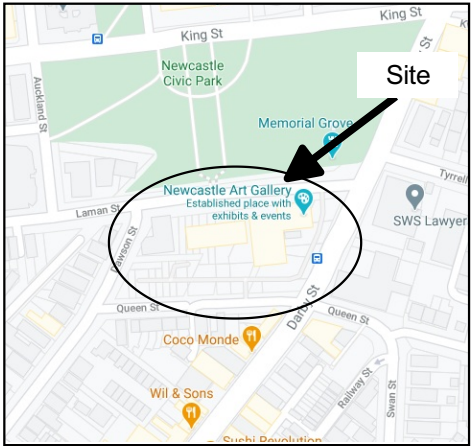 King St
King St
St
Newcastle
Civic Park
Site
Auckland St
Memorial Grove
Tyrrell
Newcastle Art Gallery
Established place with
exhibits & events
Laman St
SWS Lawyer
Dawson St
Queen St
Darby St
Queen St
Coco Monde
Railway St
Swan St
Wil & Sons
Sushi Revolution